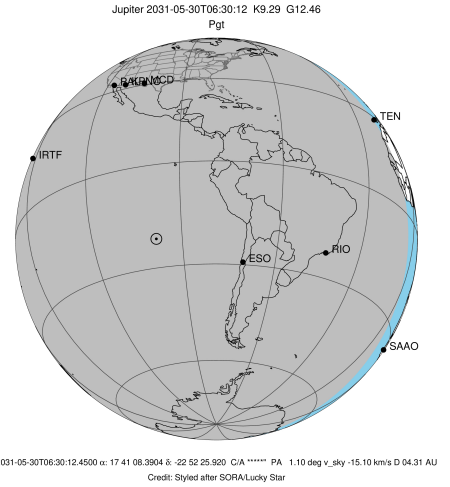 Jupiter 2031-05-30T06:30:12 K9.29 G12.46
Pgt
MCD
TEN
IRTF
RIO
ESO
SAAO
031-05-30T06:30:12.4500 α: 17 41 08.3904 δ: -22 52 25.920 C/A *****" PA 1.10 deg v_sky -15.10 km/s D 04.31 AU
Credit: Styled after SORA/Lucky Star